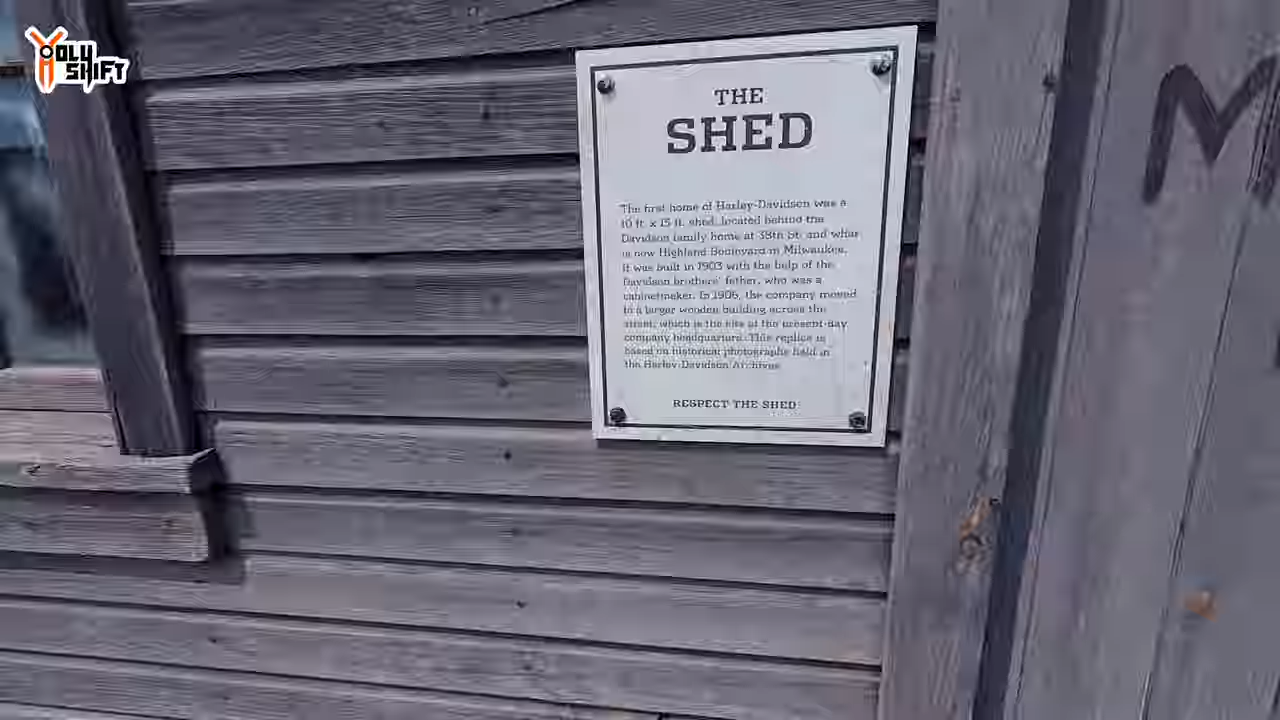 YOLY
SHIFT
THE
SHED
The first home of Harley-Davidson was a
10 ft. x 15 ft. shed, located behind the
Davidson family home at 38th St. and what
is now Highland Boulevard in Milwaukee.
It was built in 1903 with the help of the
Davidson brothers' father, who was a
cabinetmaker. In 1906, the company moved
to a larger wooden building across the
street, which is the site of the present-day
company headquarters. This replica is
based on historical photographs held in
the Harley-Davidson Archives.
RESPECT THE SHED
M